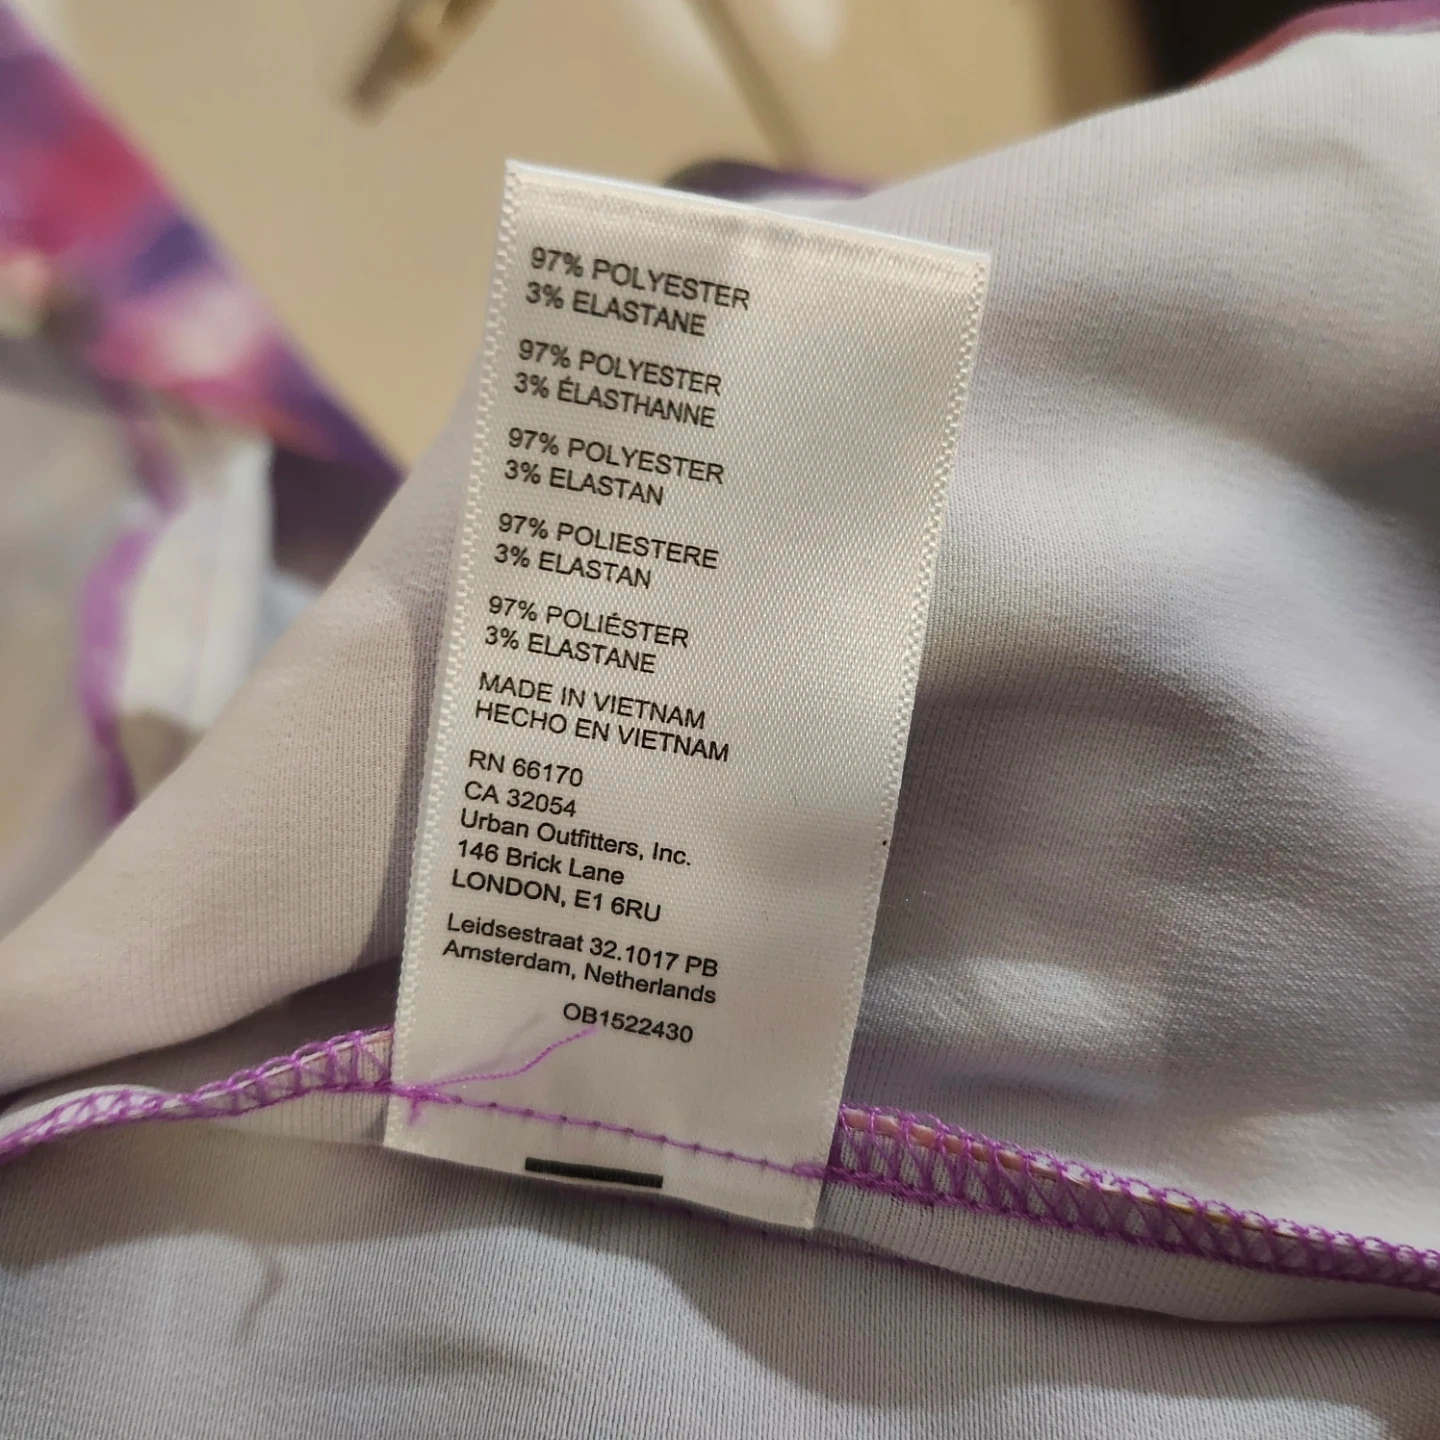 97% POLYESTER
3% ELASTANE
97% POLYESTER
3% ÉLASTHANNE
97% POLYESTER
3% ELASTAN
97% POLIESTERE
3% ELASTAN
97% POLIÉSTER
3% ELASTANE
MADE IN VIETNAM
HECHO EN VIETNAM
RN 66170
CA 32054
Urban Outfitters, Inc.
146 Brick Lane
LONDON, E1 6RU
Leidsestraat 32.1017 PB
Amsterdam, Netherlands
OB1522430